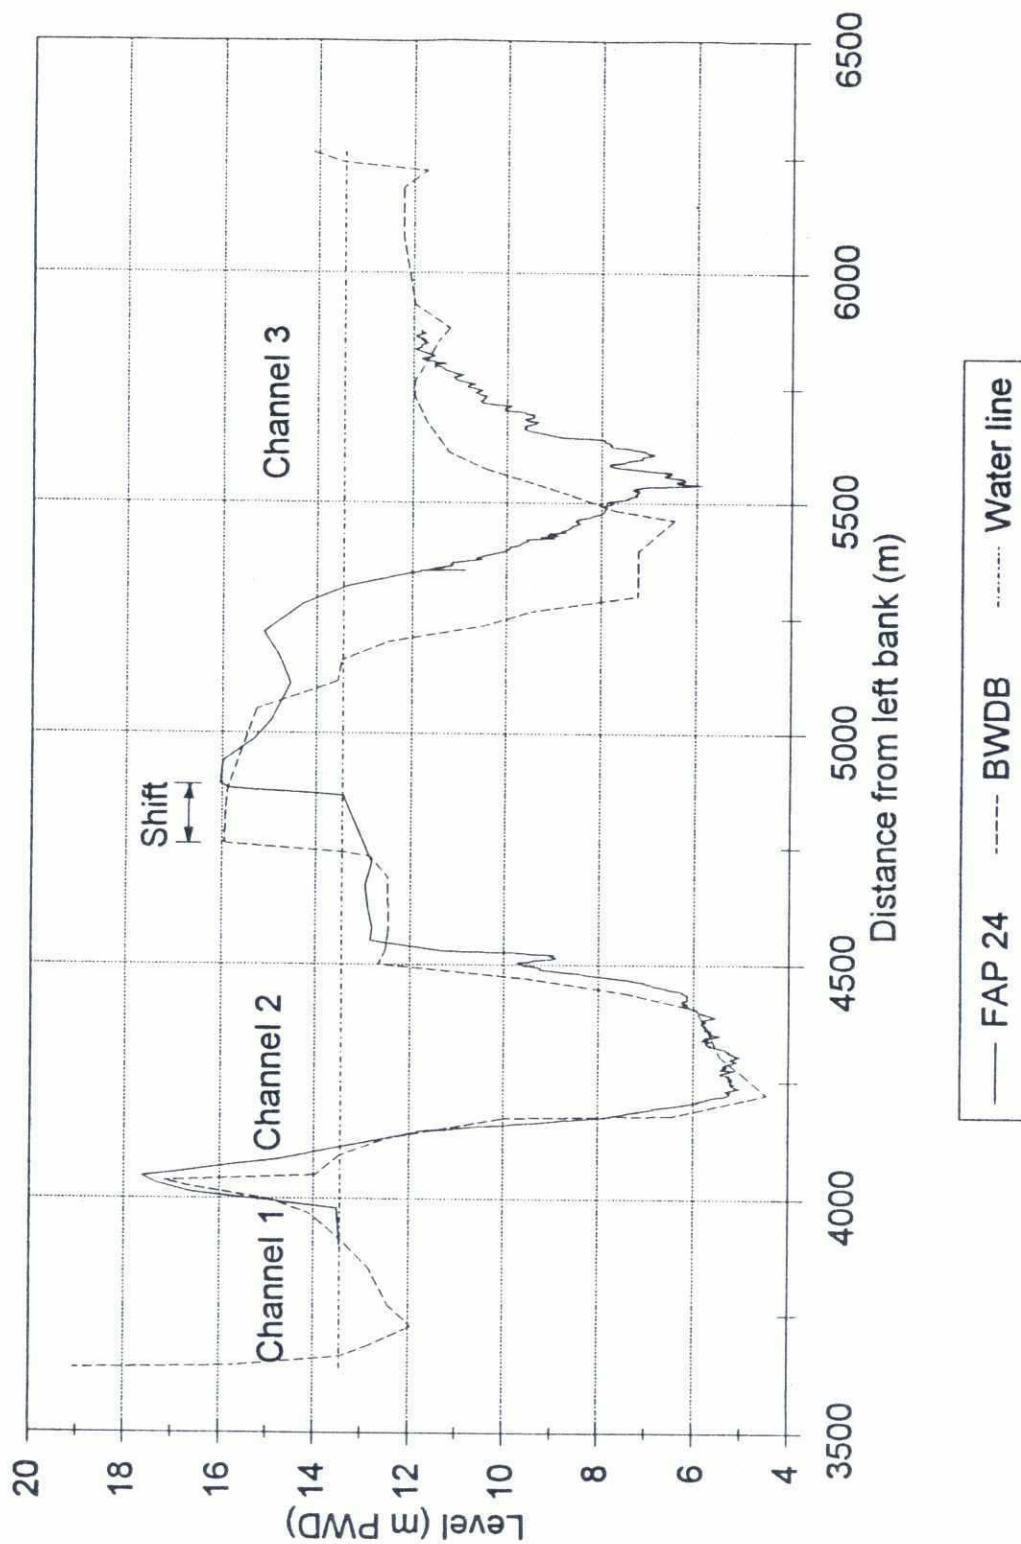 Level (m PWD)
20
18
16
14
12
10
8
6
4
Channel 1
Channel 2
Shift
Channel 3
3500
4000
4500
5000
5500
6000
6500
Distance from left bank (m)
FAP 24
BWDB
Water line